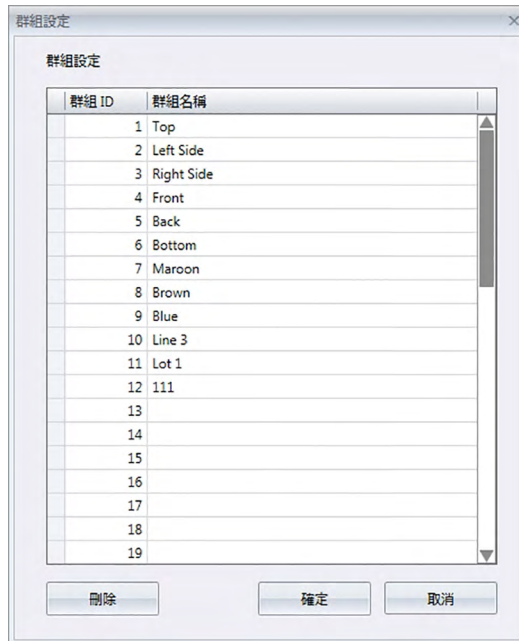 群組設定
群組設定
群組 ID 群組名稱
1 Top
2 Left Side
3 Right Side
4 Front
5 Back
6 Bottom
7 Maroon
8 Brown
9 Blue
10 Line 3
11 Lot 1
12 111
13
14
15
16
17
18
19
刪除 確定 取消